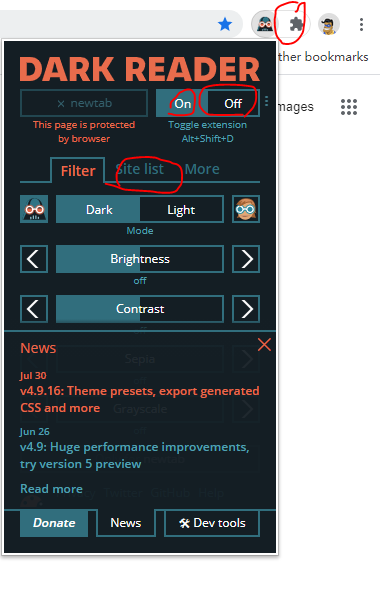 ther bookmarks
DARK READER
× newtab
On
Off
mages
This page is protected
by browser
Toggle extension
Alt+Shift+D
Filter
Site list
More
Dark
Light
Mode
Brightness
off
Contrast
off
Sepia
News
Jul 30
v4.9.16: Theme presets, export generated
CSS and more
Grayscale
Jun 26
v4.9: Huge performance improvements,
try version 5 preview
Read more
Donate
News
🛠 Dev tools